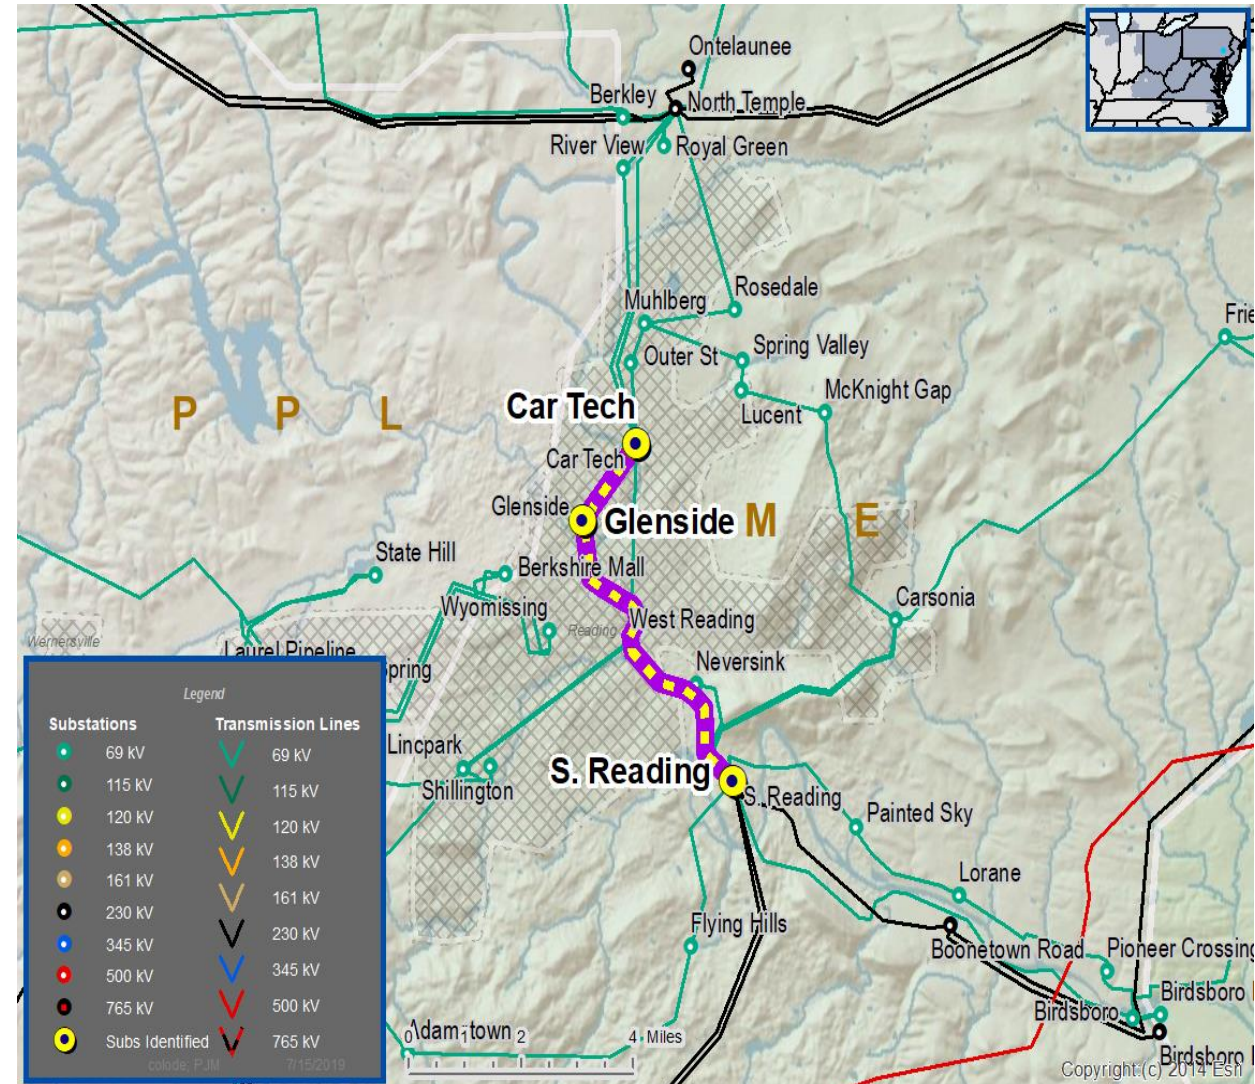 Ontelaunee
Berkley
North Temple
River View
Royal Green
Rosedale
Muhlberg
Outer St
Spring Valley
McKnight Gap
Lucent
Frie
P P L
Car Tech
Car Tech
Glenside
Glenside
M E
State Hill
Berkshire Mall
Wyomissing
Carsonia
West Reading
Reading
Wernersville
Laurel Pipeline
Neversink
pring
Lincpark
Shillington
S. Reading
S. Reading
Painted Sky
Lorane
Flying Hills
Boonetown Road
Pioneer Crossing
Birdsboro
Birdsboro
Birdsboro
Adamstown
0 1 2 4 Miles
Legend
Substations Transmission Lines
69 kV 69 kV
115 kV 115 kV
120 kV 120 kV
138 kV 138 kV
161 kV 161 kV
230 kV 230 kV
345 kV 345 kV
500 kV 500 kV
765 kV 765 kV
Subs Identified
colode, PJM 7/15/2019
Copyright:(c) 2014 Esri